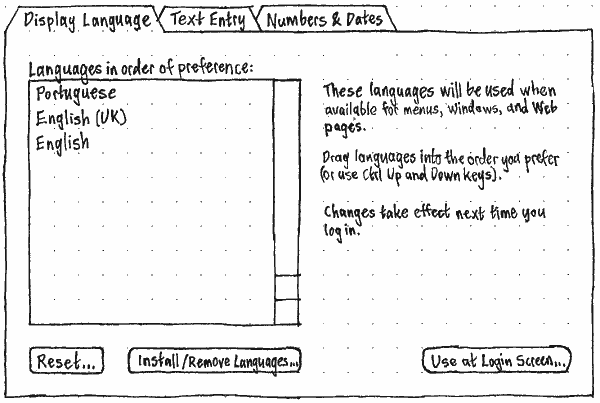 Display Language
Text Entry
Numbers & Dates
Languages in order of preference:
Portuguese
English (UK)
English
These languages will be used when
available for menus, windows, and Web
pages.
Drag languages into the order you prefer
(or use Ctrl Up and Down keys).
Changes take effect next time you
log in.
Reset...
Install/Remove Languages...
Use at Login Screen...